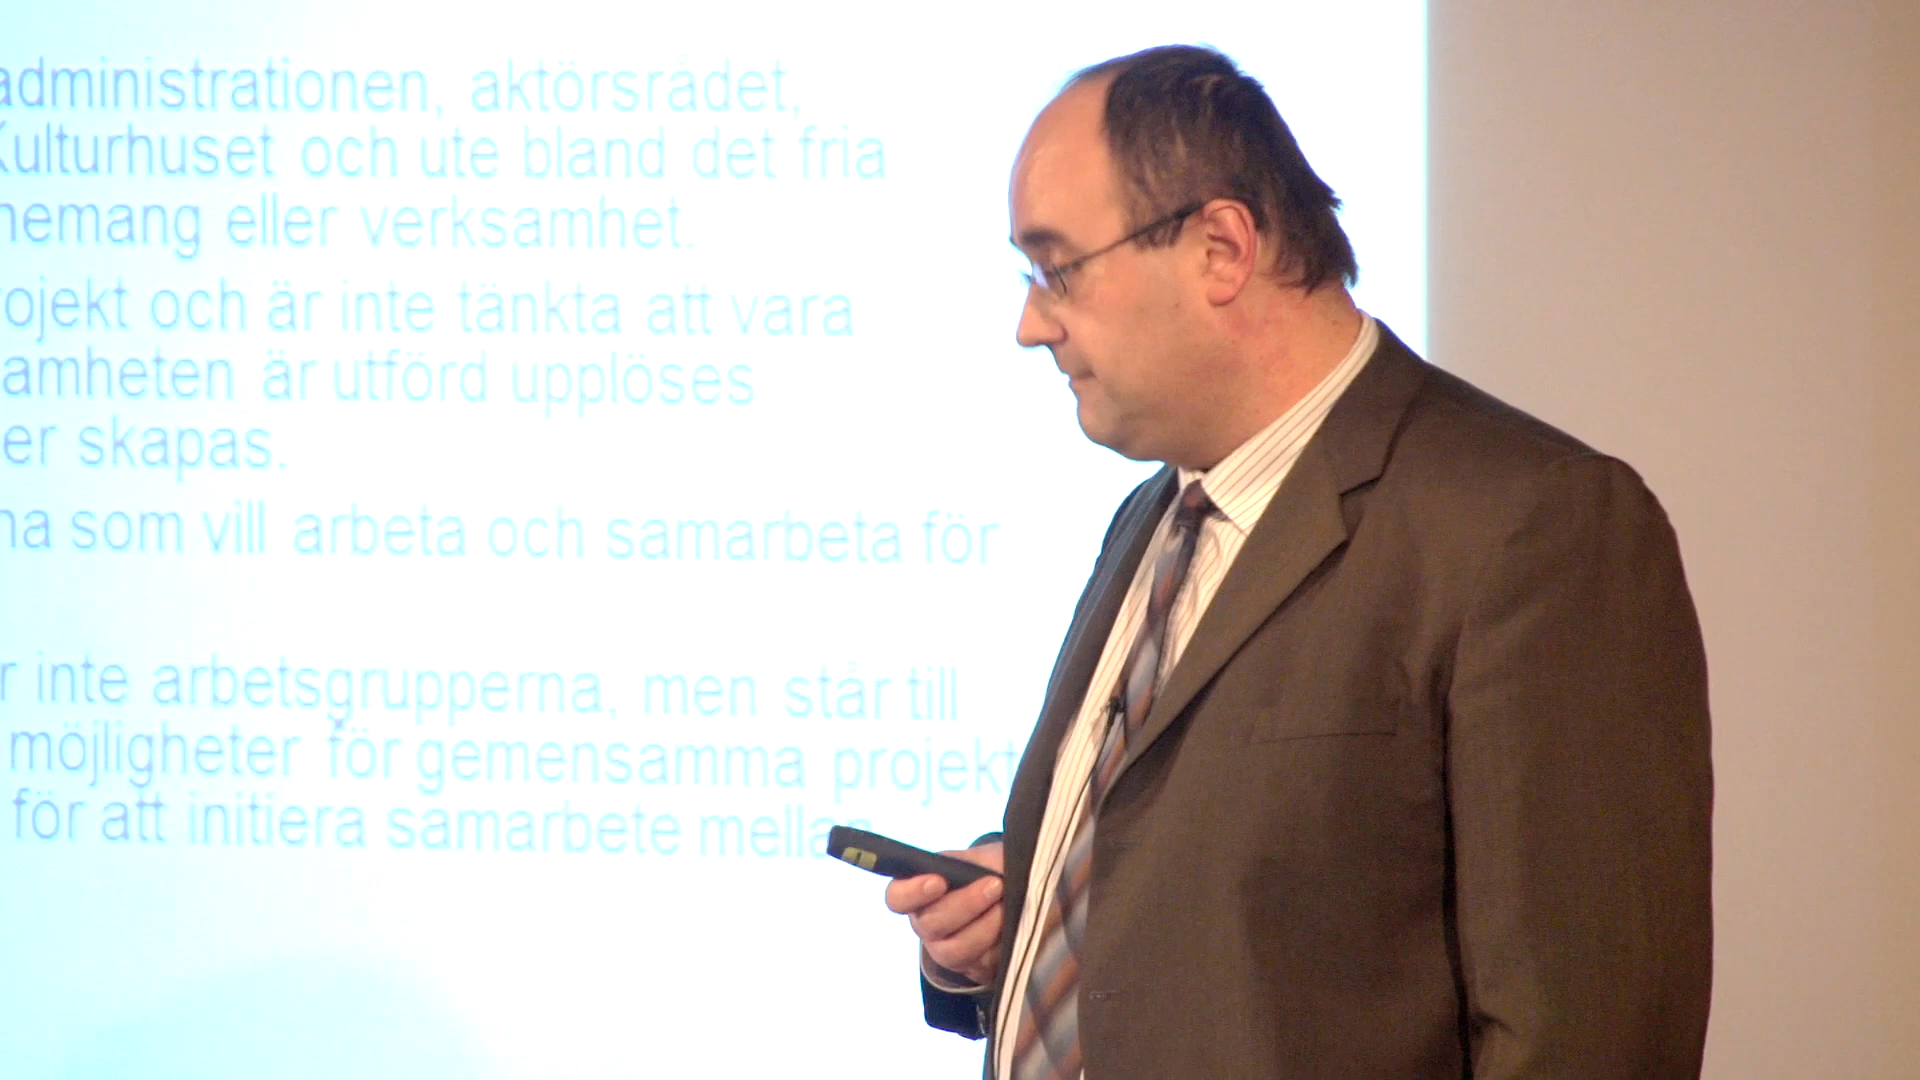 administrationen, aktörsrådet,
Kulturhuset och ute bland det fria
nemang eller verksamhet.
ojekt och är inte tänkta att vara
amheten är utförd upplöses
er skapas.
na som vill arbeta och samarbeta för
r inte arbetsgrupperna, men står till
möjligheter för gemensamma projekt
för att initiera samarbete mellan